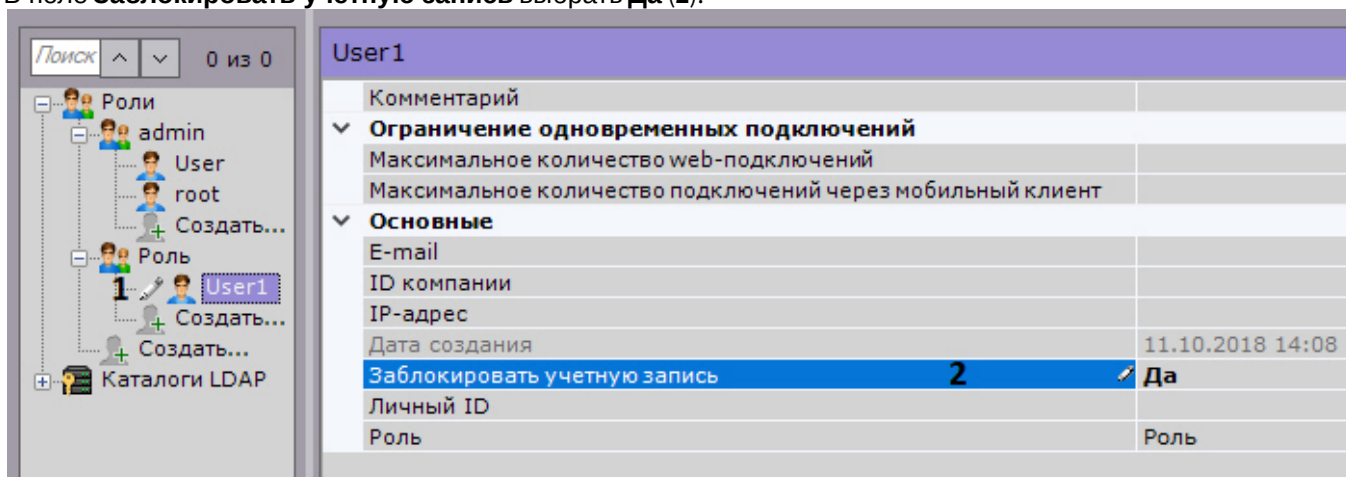 В поле Заблокировать учетную запись выбрать Да (2).
Поиск 0 из 0
Роли
admin
User
root
Создать...
Роль
1 User1
Создать...
Создать...
Каталоги LDAP
User1
Комментарий
Ограничение одновременных подключений
Максимальное количество web-подключений
Максимальное количество подключений через мобильный клиент
Основные
E-mail
ID компании
IP-адрес
Дата создания 11.10.2018 14:08
Заблокировать учетную запись 2 Да
Личный ID
Роль Роль